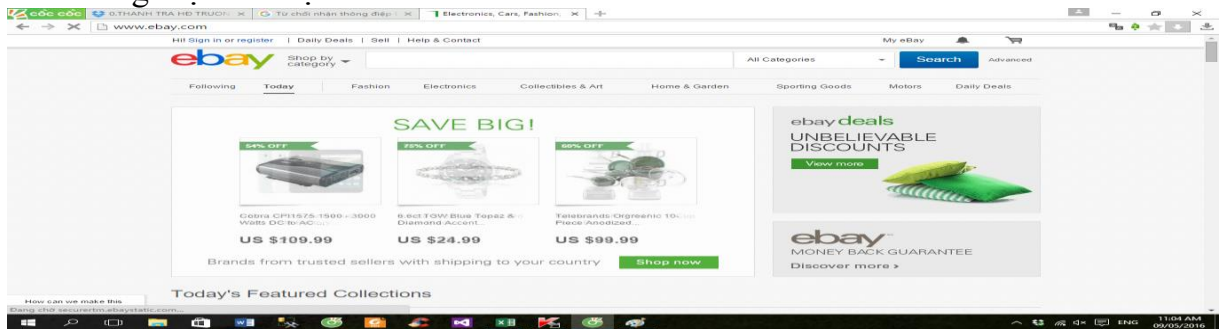 cốc cốc 0.THANH TRA HD TRUON Từ chối nhận thông điệp Electronics, Cars, Fashion,
www.ebay.com
Hi! Sign in or register | Daily Deals | Sell | Help & Contact My eBay
ebay Shop by category All Categories Search Advanced
Following Today Fashion Electronics Collectibles & Art Home & Garden Sporting Goods Motors Daily Deals
SAVE BIG!
54% OFF 75% OFF 60% OFF
Cobra CPI1575 1500 - 3000
Watts DC to AC
US $109.99
TGW Blue Topaz &
Diamond Accent...
US $24.99
Telebrands Orgreenic 10
Piece Anodized...
US $99.99
Brands from trusted sellers with shipping to your country Shop now
ebay deals
UNBELIEVABLE
DISCOUNTS
View more
ebay
MONEY BACK GUARANTEE
Discover more >
Today's Featured Collections
How can we make this
Đang chờ securertm.ebaystatic.com...
ENG 11:04 AM
09/05/2016